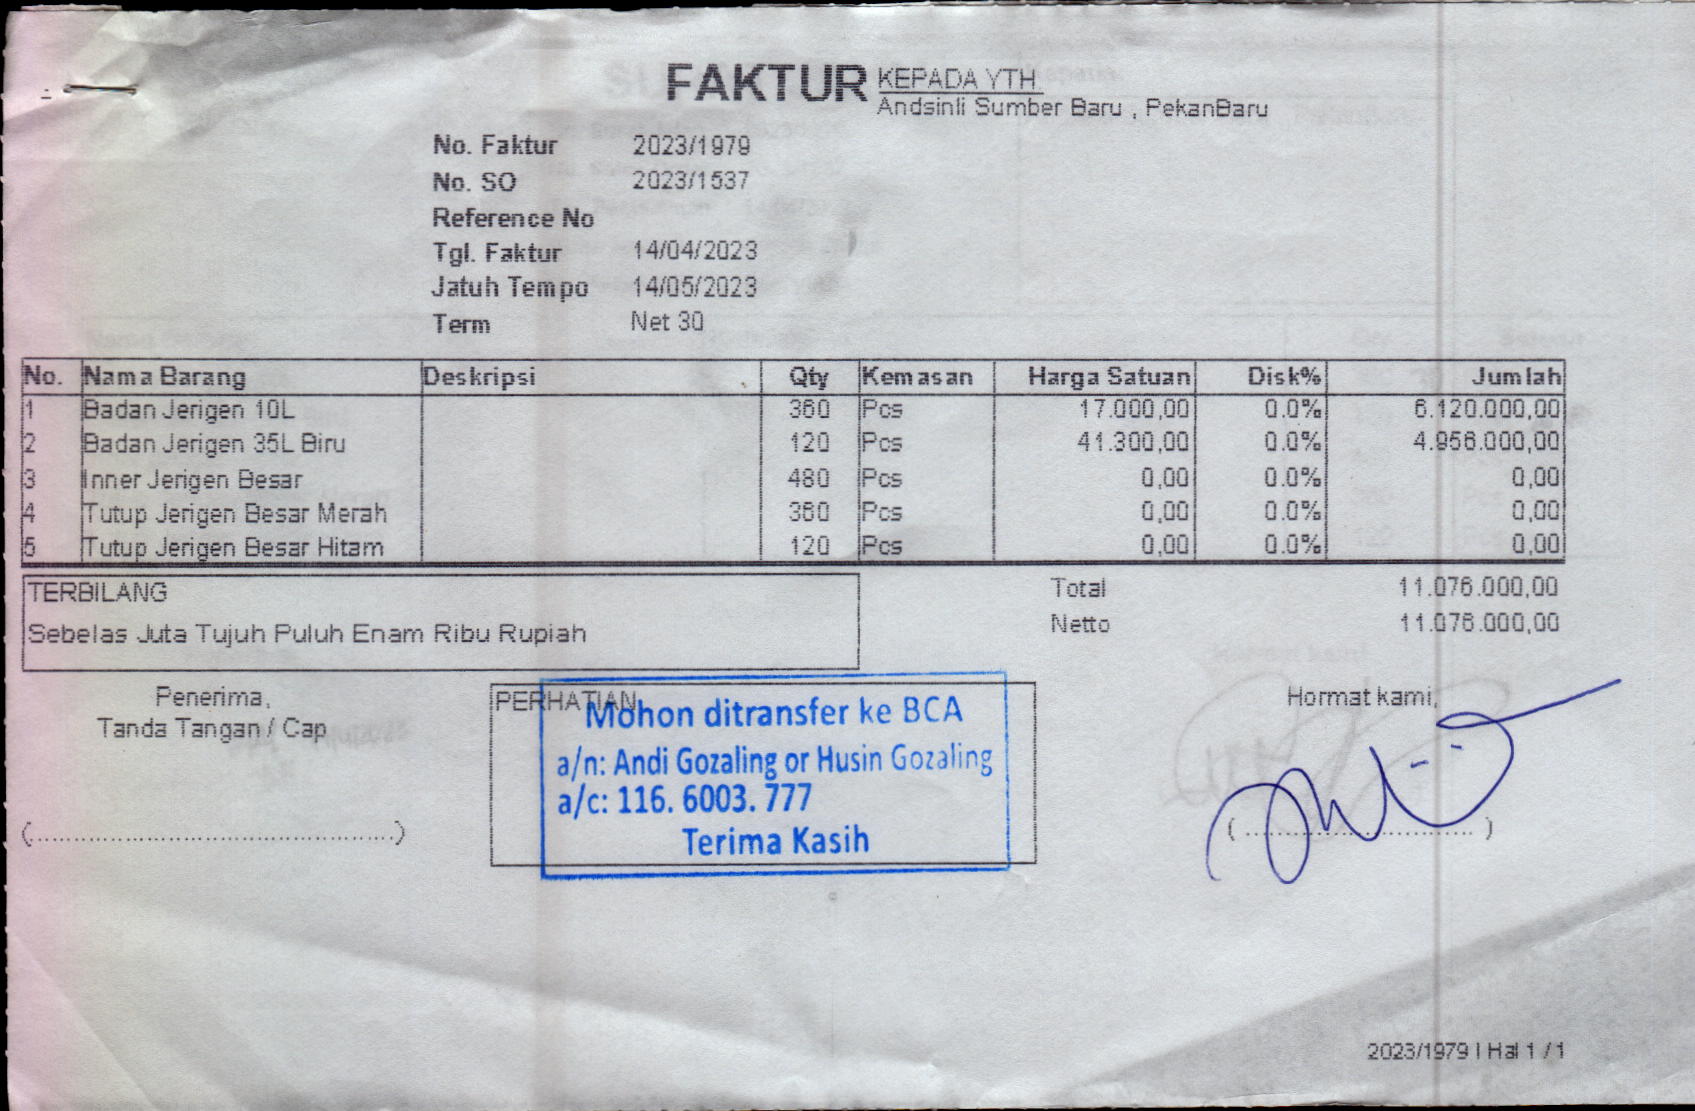 FAKTUR KEPADA YTH
Andsinli Sumber Baru , PekanBaru
No. Faktur 2023/1979
No. SO 2023/1537
Reference No
Tgl. Faktur 14/04/2023
Jatuh Tempo 14/05/2023
Term Net 30
No. Nama Barang Deskripsi Qty Kemasan Harga Satuan Disk% Jumlah
1 Badan Jerigen 10L 360 Pcs 17.000,00 0.0% 6.120.000,00
2 Badan Jerigen 35L Biru 120 Pcs 41.300,00 0.0% 4.956.000,00
3 Inner Jerigen Besar 480 Pcs 0,00 0.0% 0,00
4 Tutup Jerigen Besar Merah 360 Pcs 0,00 0.0% 0,00
5 Tutup Jerigen Besar Hitam 120 Pcs 0,00 0.0% 0,00
TERBILANG
Sebelas Juta Tujuh Puluh Enam Ribu Rupiah
Total 11.076.000,00
Netto 11.076.000,00
Penerima,
Tanda Tangan / Cap
(............................................)
PERHATIAN
Mohon ditransfer ke BCA
a/n: Andi Gozaling or Husin Gozaling
a/c: 116. 6003. 777
Terima Kasih
Hormat kami,
(............................)
2023/1979 | Hal 1 / 1